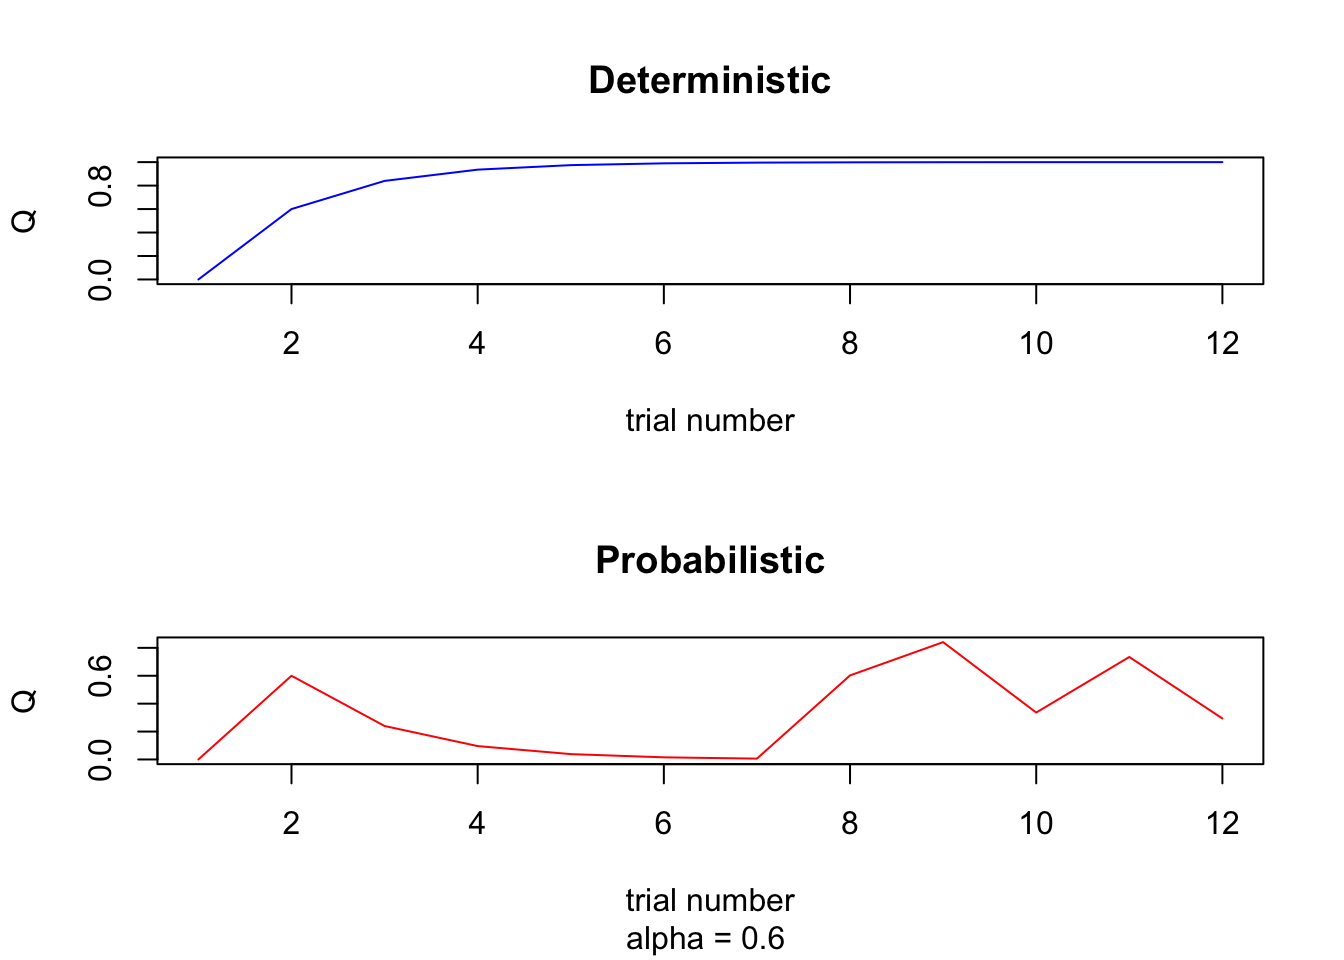 Deterministic
Q
0.8
0.0
2 4 6 8 10 12
trial number
Probabilistic
Q
0.6
0.0
2 4 6 8 10 12
trial number
alpha = 0.6